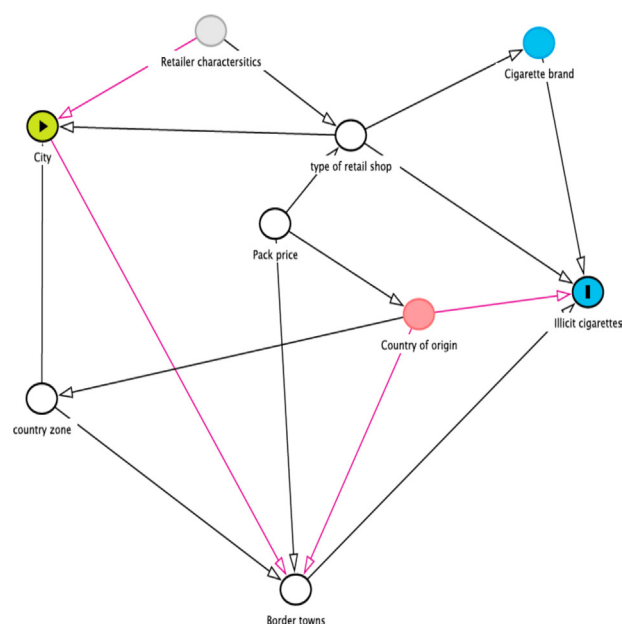 Retailer charactersitics
Cigarette brand
City
type of retail shop
Pack price
Illicit cigarettes
Country of origin
country zone
Border towns